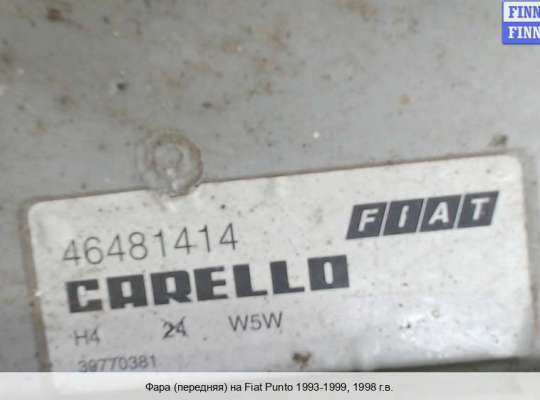 FINN
FINN
46481414
FIAT
CARELLO
H4 24 W5W
39770381
Фара (передняя) на Fiat Punto 1993-1999, 1998 г.в.